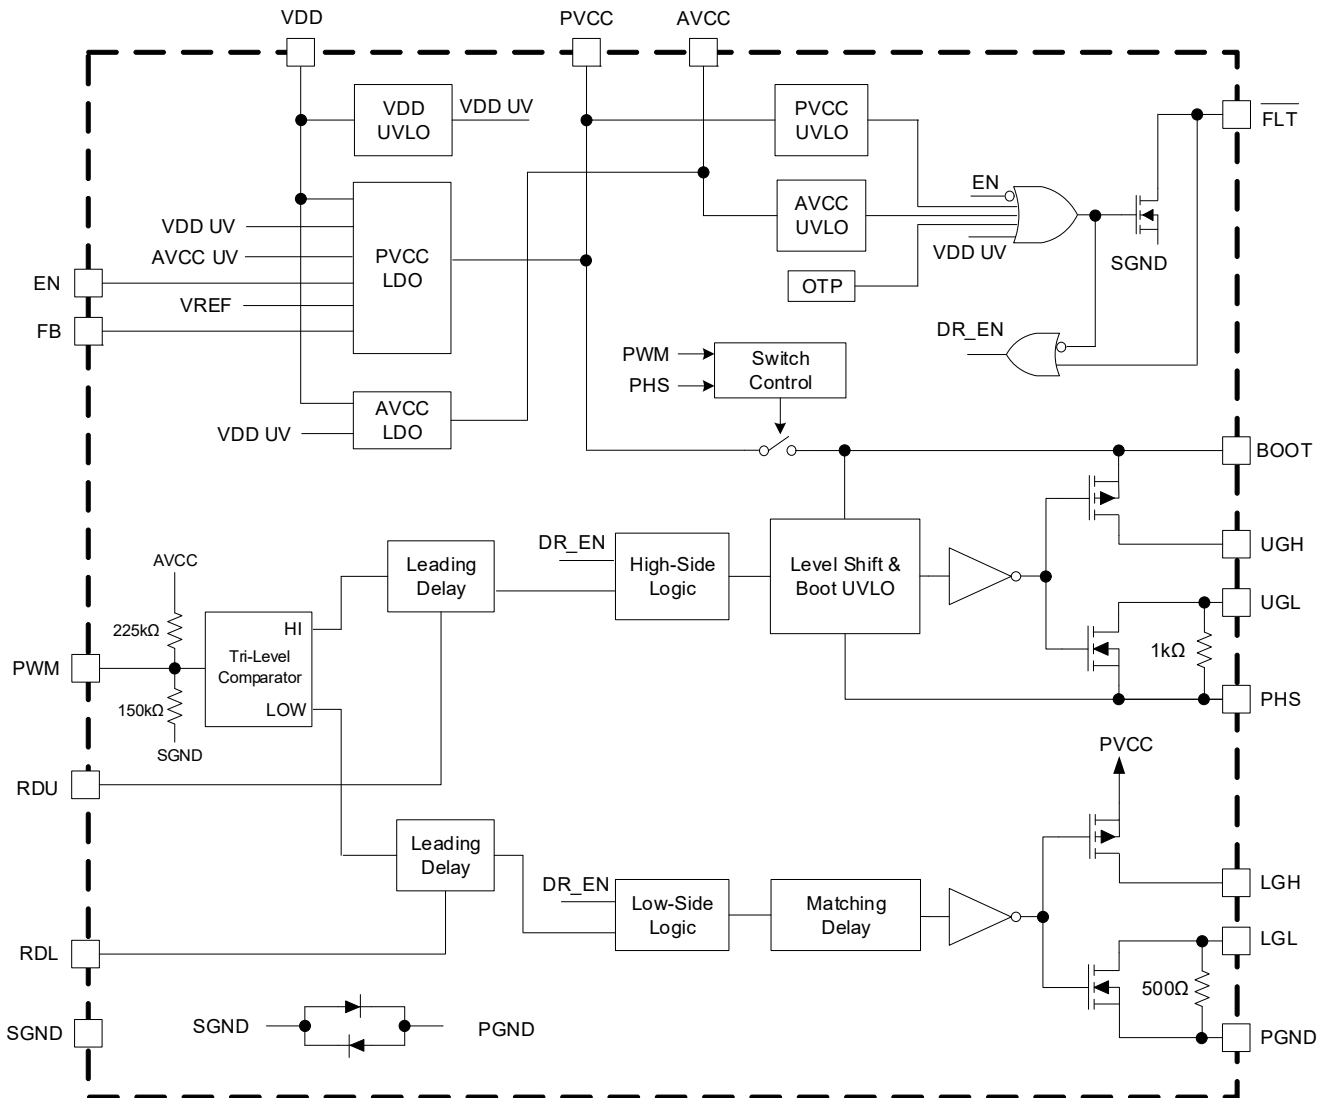 VDD
PVCC
AVCC
VDD
UVLO
VDD UV
PVCC
UVLO
FLT
EN
AVCC
UVLO
VDD UV
AVCC UV
PVCC
LDO
VDD UV
SGND
EN
OTP
VREF
FB
DR_EN
PWM
PHS
Switch
Control
AVCC
LDO
VDD UV
BOOT
DR_EN
UGH
AVCC
Leading
Delay
High-Side
Logic
Level Shift &
Boot UVLO
UGL
225kΩ
HI
PWM
Tri-Level
Comparator
1kΩ
150kΩ
LOW
PHS
SGND
PVCC
RDU
Leading
Delay
DR_EN
LGH
Low-Side
Logic
Matching
Delay
LGL
RDL
500Ω
SGND
SGND
PGND
PGND